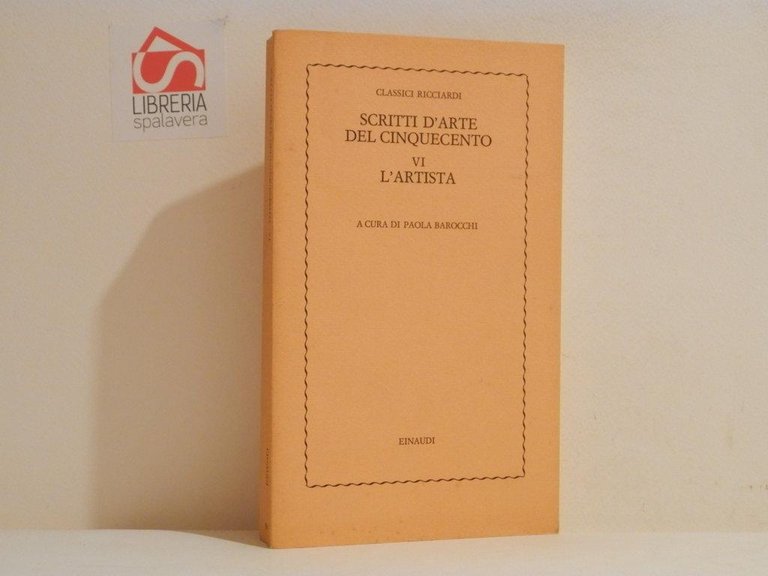 LIBRERIA
spalavera
CLASSICI RICCIARDI
SCRITTI D'ARTE
DEL CINQUECENTO
VI
L'ARTISTA
A CURA DI PAOLA BAROCCHI
EINAUDI